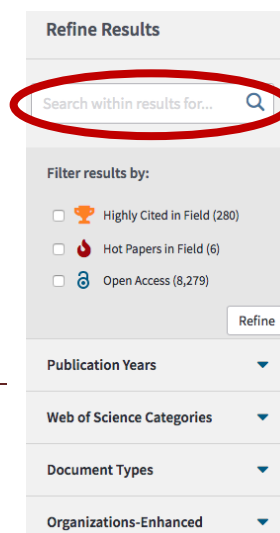 Refine Results
Search within results for...
Filter results by:
Highly Cited in Field (280)
Hot Papers in Field (6)
Open Access (8,279)
Refine
Publication Years
Web of Science Categories
Document Types
Organizations-Enhanced